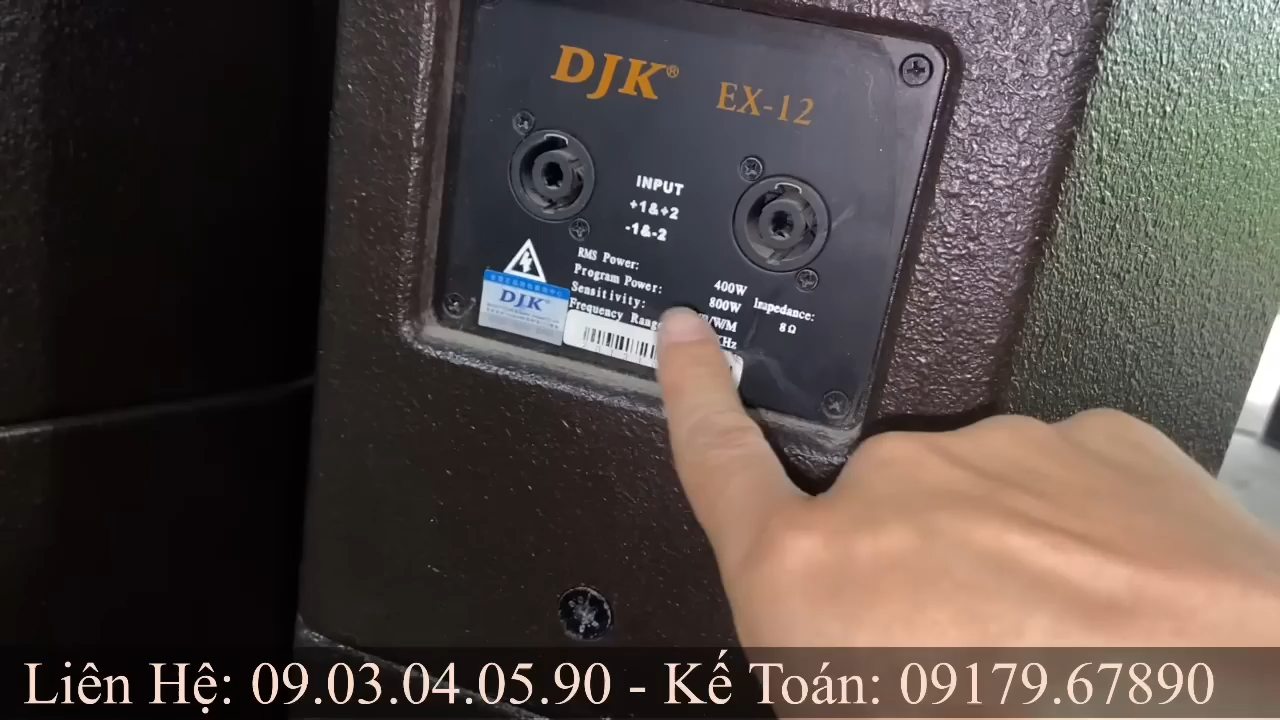 DJK® EX-12
INPUT
+1&+2
-1&-2
RMS Power: 400W
Program Power: 800W
Impedance:
8Ω
Sensitivity: /W/M
Frequency KHz
DJK
Liên Hệ: 09.03.04.05.90 - Kế Toán: 09179.67890